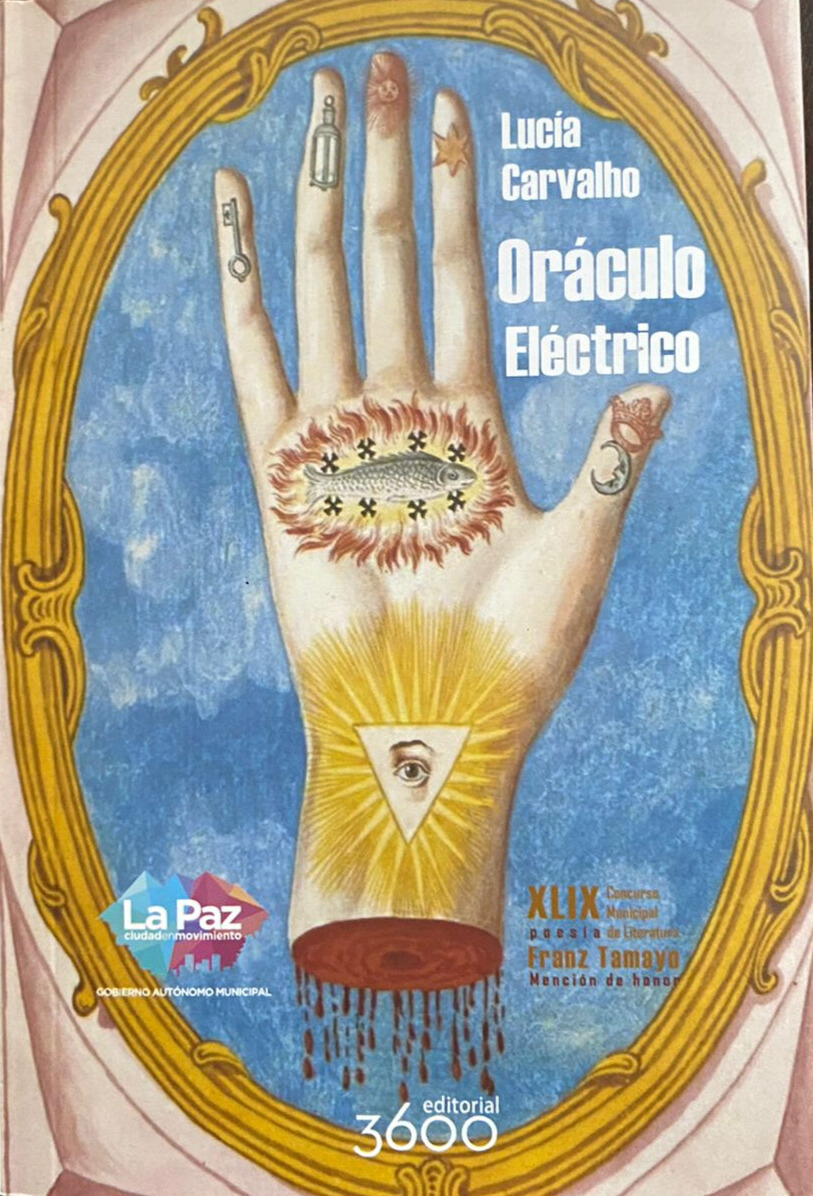 Lucía
Carvalho
Oráculo
Eléctrico
La Paz
ciudadenmovimiento
GOBIERNO AUTÓNOMO MUNICIPAL
XLIX Concurso
Municipal
poesía de Literatura
Franz Tamayo
Mención de honor
editorial
3600